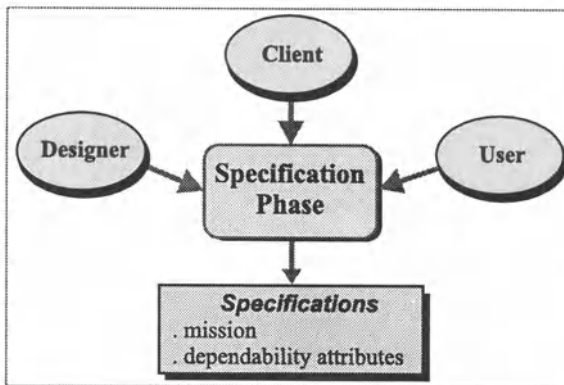 Client
Designer
User
Specification
Phase
Specifications
. mission
. dependability attributes